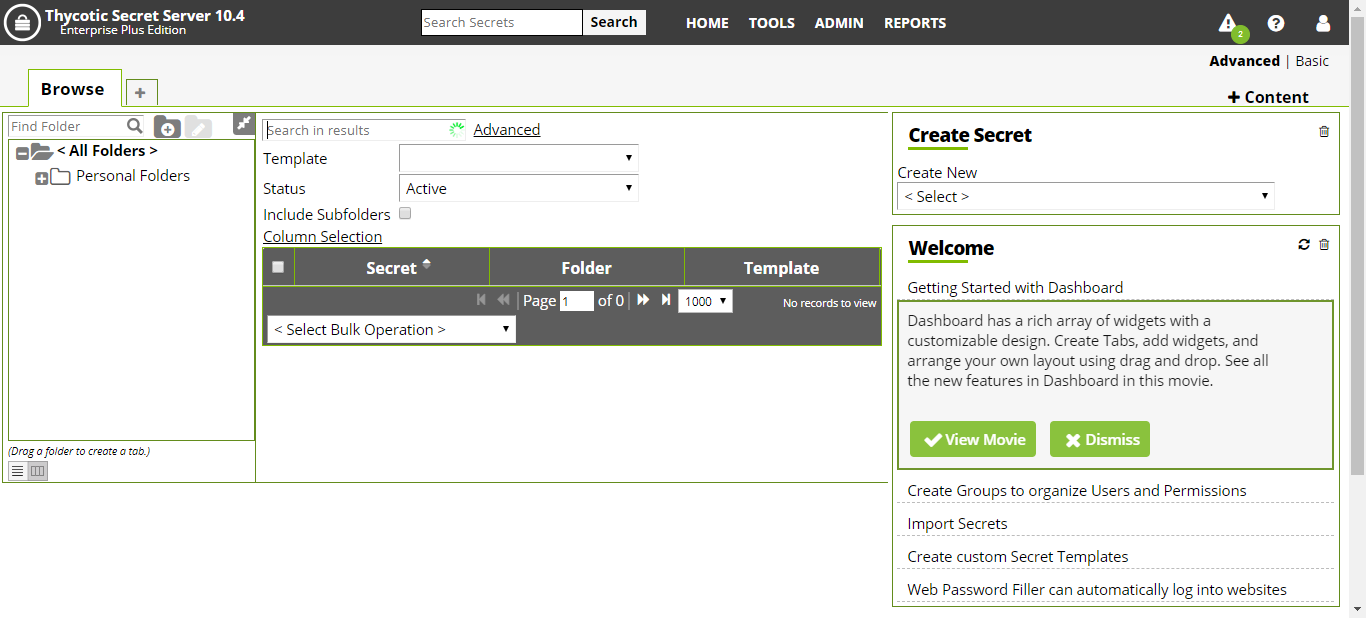 Thycotic Secret Server 10.4
Enterprise Plus Edition
Search Secrets
Search
HOME
TOOLS
ADMIN
REPORTS
2
Advanced | Basic
Browse
+
+ Content
Find Folder
< All Folders >
Personal Folders
(Drag a folder to create a tab.)
Search in results
Advanced
Template
Status
Active
Include Subfolders
Column Selection
Secret
Folder
Template
Page 1 of 0
1000
No records to view
< Select Bulk Operation >
Create Secret
Create New
< Select >
Welcome
Getting Started with Dashboard
Dashboard has a rich array of widgets with a
customizable design. Create Tabs, add widgets, and
arrange your own layout using drag and drop. See all
the new features in Dashboard in this movie.
View Movie
Dismiss
Create Groups to organize Users and Permissions
Import Secrets
Create custom Secret Templates
Web Password Filler can automatically log into websites